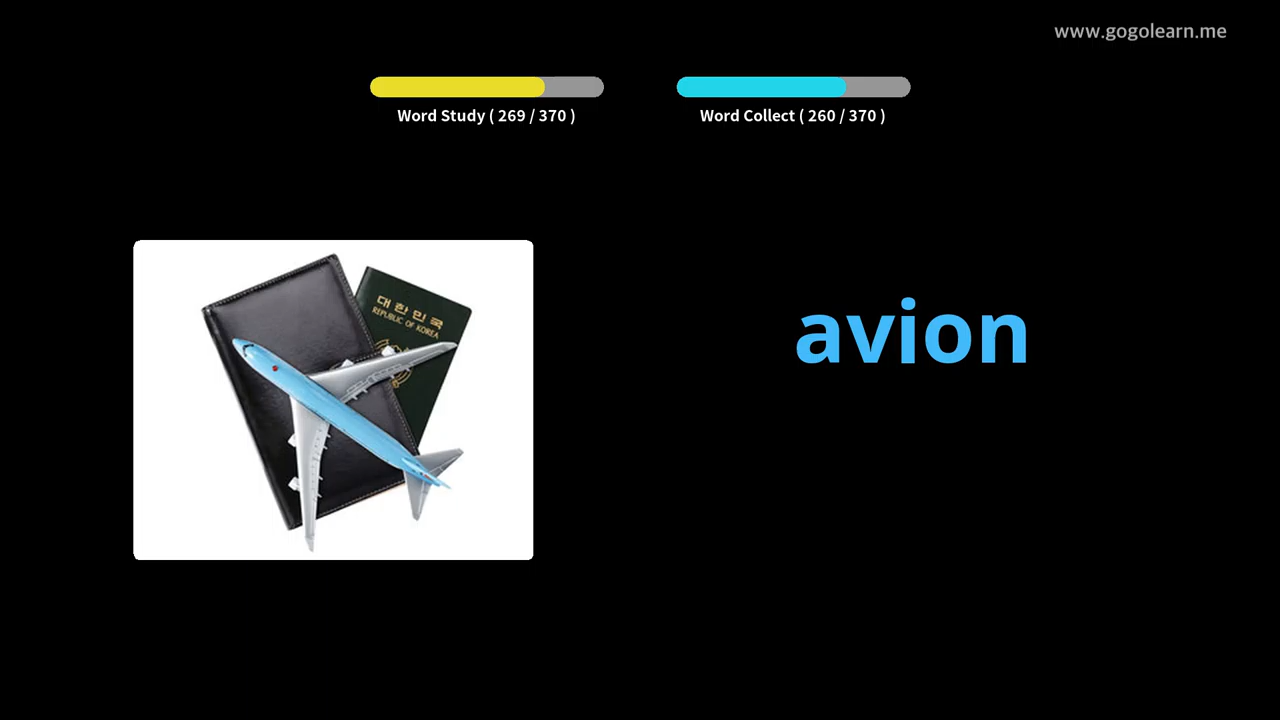 www.gogolearn.me
Word Study ( 269 / 370 )
Word Collect ( 260 / 370 )
대한민국
REPUBLIC OF KOREA
avion